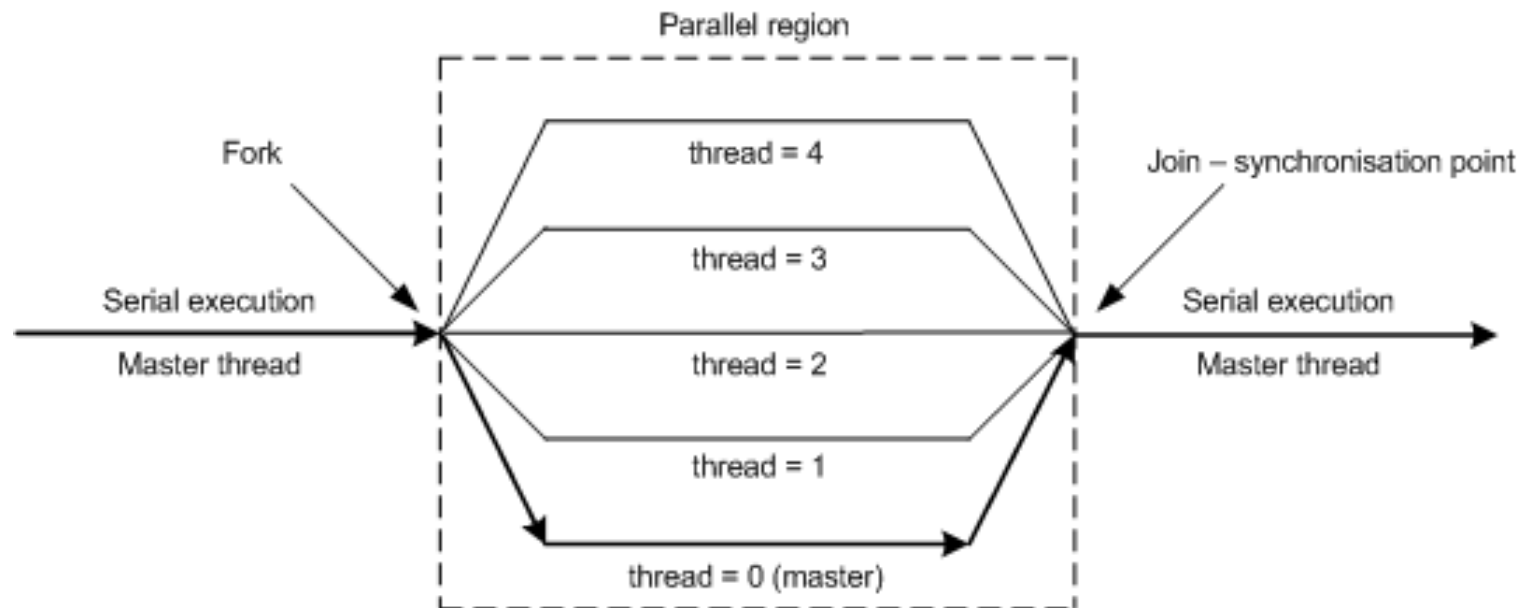 Parallel region
Fork
thread = 4
Join – synchronisation point
thread = 3
Serial execution
Serial execution
Master thread
thread = 2
Master thread
thread = 1
thread = 0 (master)